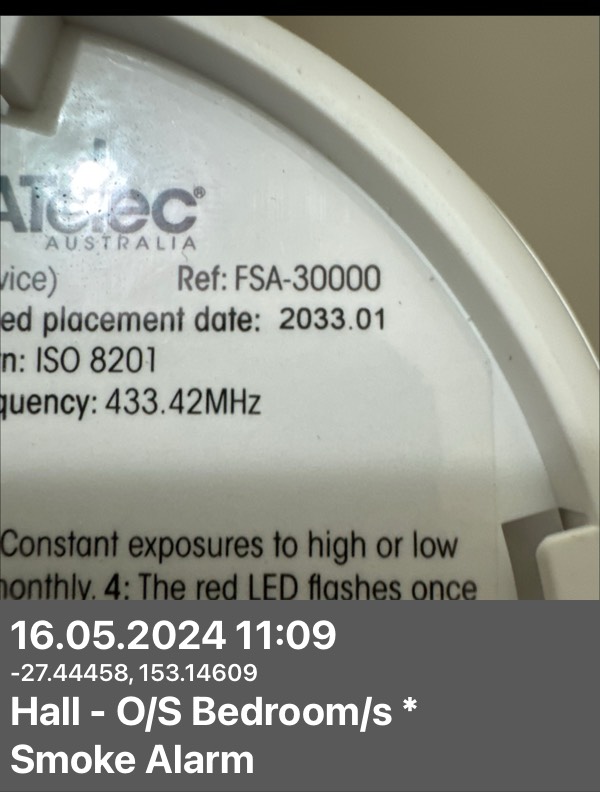 ATelec®
AUSTRALIA
vice) Ref: FSA-30000
ed placement date: 2033.01
n: ISO 8201
quency: 433.42MHz
Constant exposures to high or low
monthly. 4: The red LED flashes once
16.05.2024 11:09
-27.44458, 153.14609
Hall - O/S Bedroom/s *
Smoke Alarm